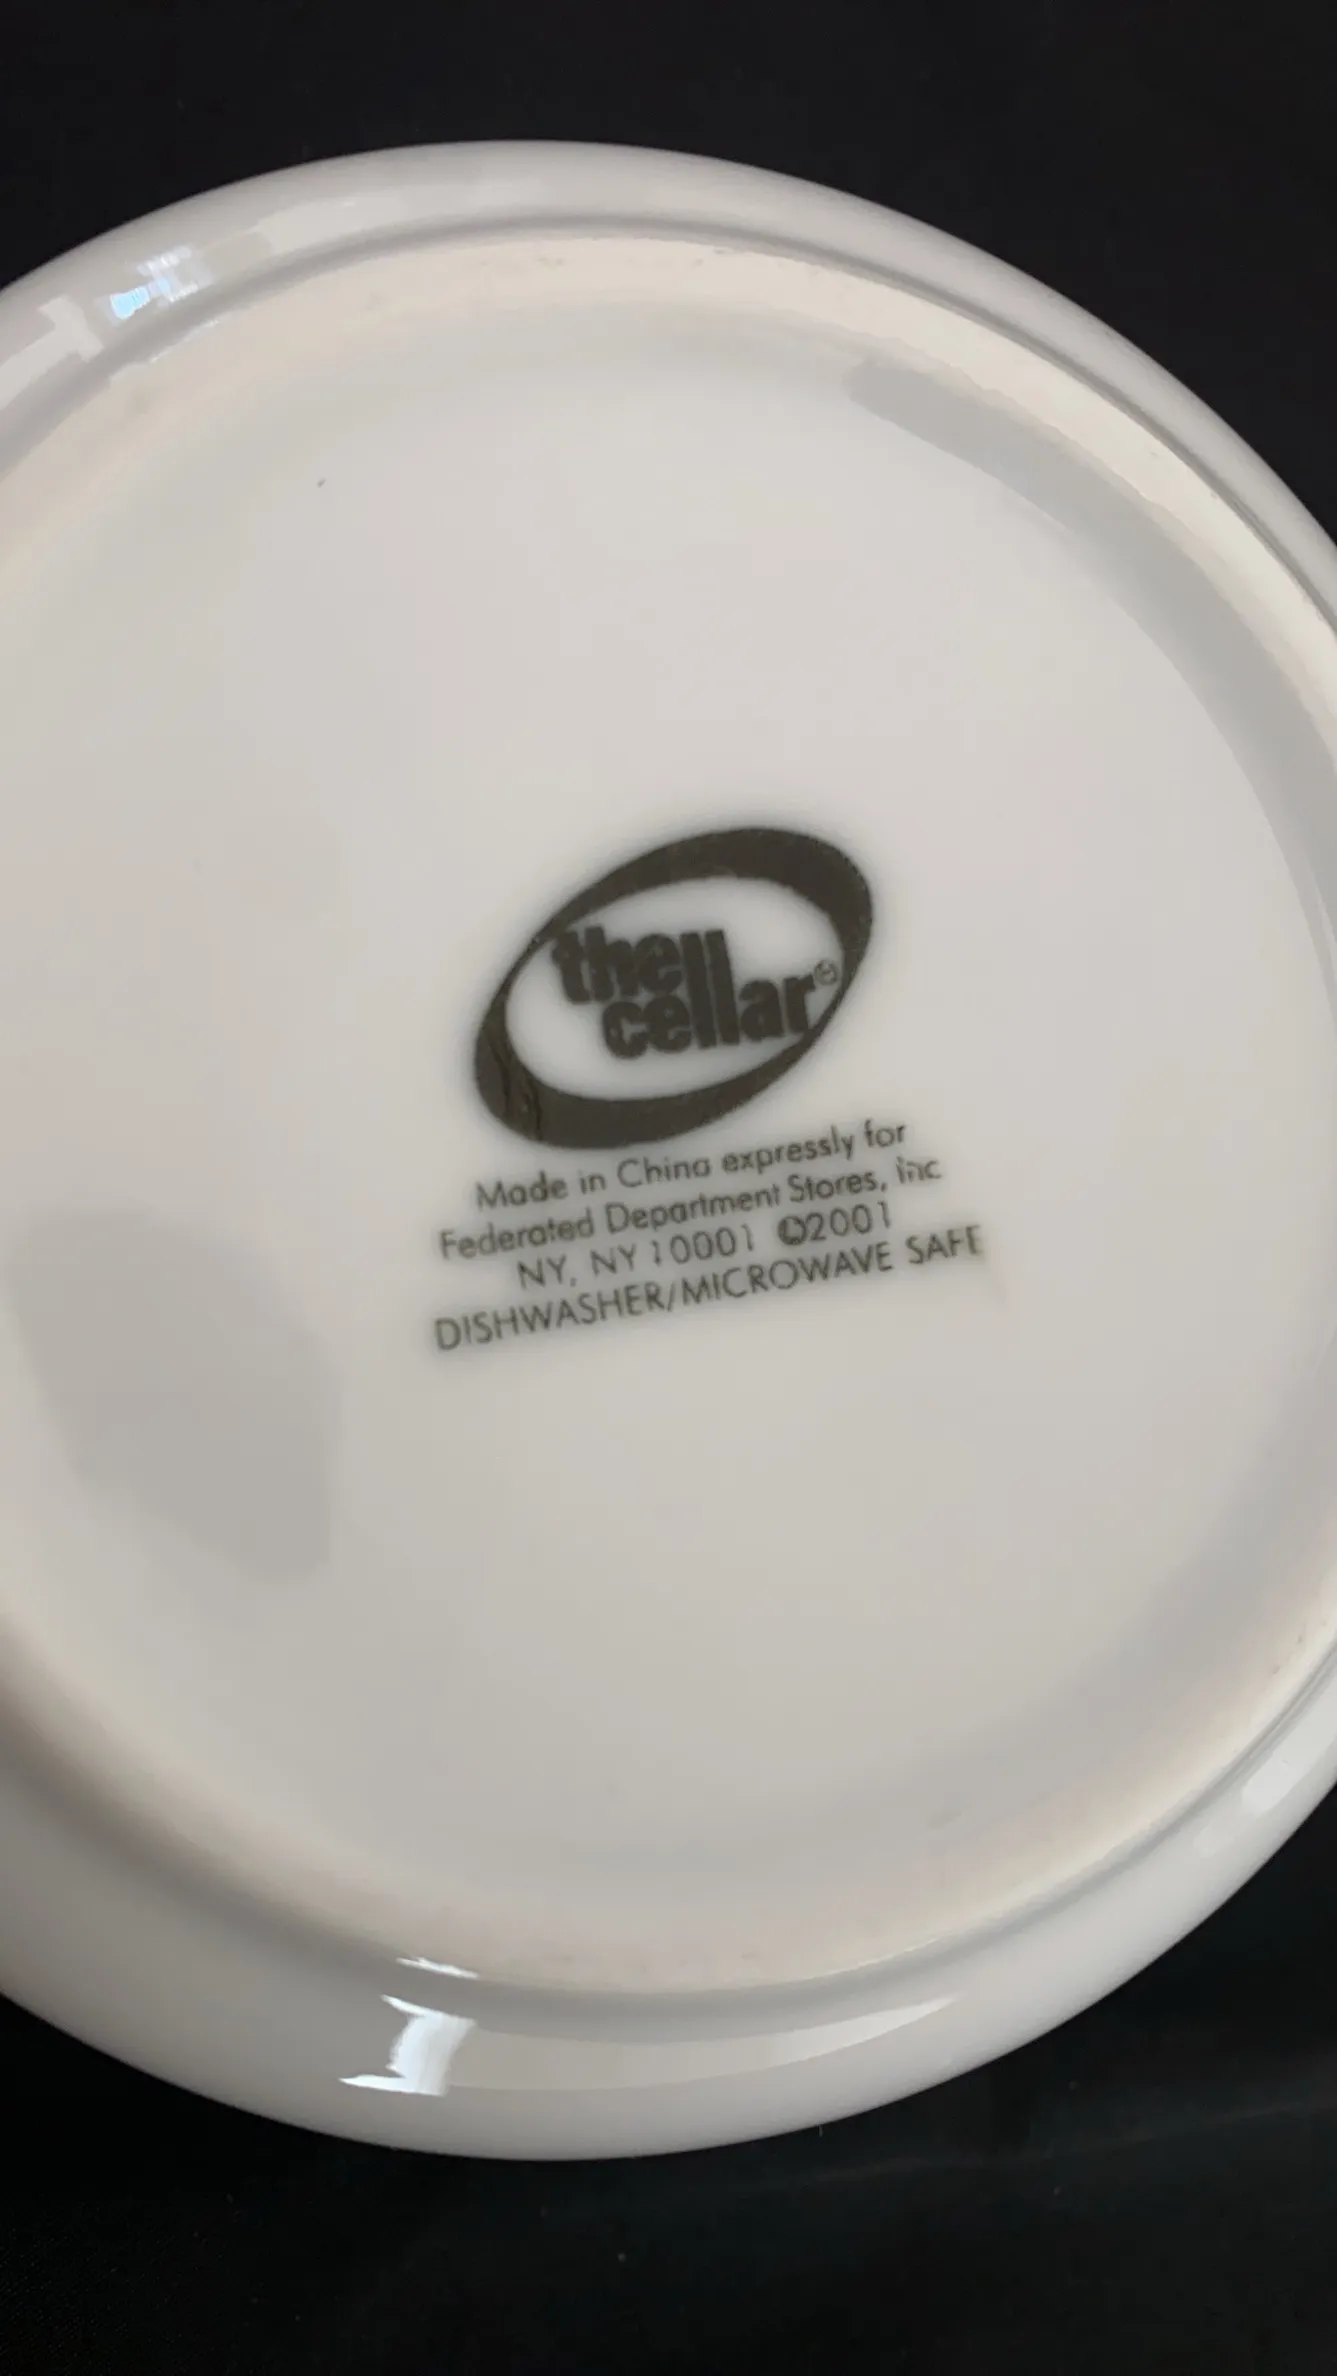 the
cellar®
Made in China expressly for
Federated Department Stores, Inc
NY, NY 10001 ©2001
DISHWASHER/MICROWAVE SAFE